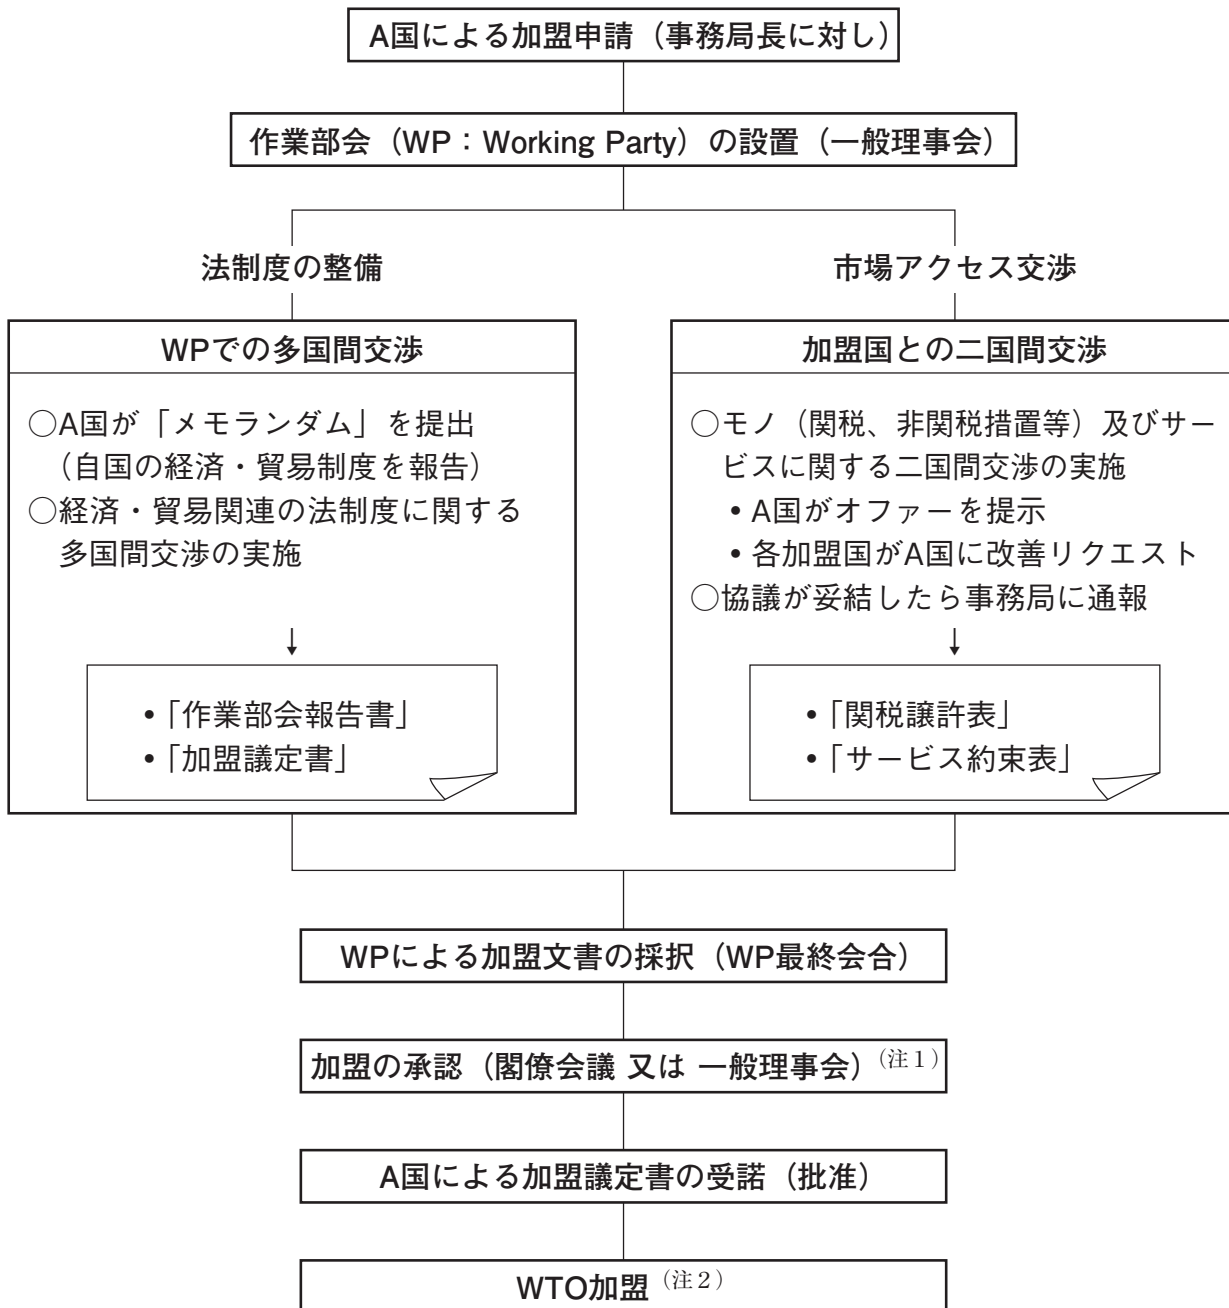 A国による加盟申請（事務局長に対し）
作業部会（WP：Working Party）の設置（一般理事会）
法制度の整備
WPでの多国間交渉
○A国が「メモランダム」を提出
（自国の経済・貿易制度を報告）
○経済・貿易関連の法制度に関する
多国間交渉の実施
↓
•「作業部会報告書」
•「加盟議定書」
市場アクセス交渉
加盟国との二国間交渉
○モノ（関税、非関税措置等）及びサー
ビスに関する二国間交渉の実施
•A国がオファーを提示
•各加盟国がA国に改善リクエスト
○協議が妥結したら事務局に通報
↓
•「関税譲許表」
•「サービス約束表」
WPによる加盟文書の採択（WP最終会合）
加盟の承認（閣僚会議 又は 一般理事会）（注１）
A国による加盟議定書の受諾（批准）
WTO加盟（注２）